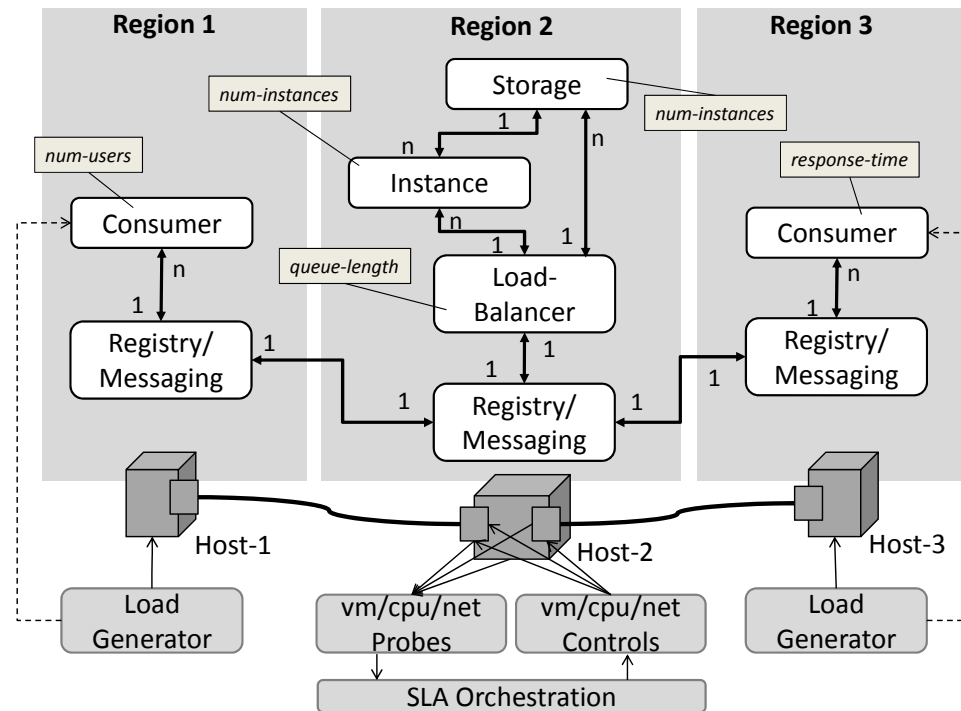 Region 1
Region 2
Region 3
Storage
num-instances
num-instances
1
n
n
num-users
Instance
response-time
Consumer
n
1
1
Consumer
n
queue-length
Load-
Balancer
n
1
1
1
Registry/
Messaging
1
1
1
Registry/
Messaging
1
1
1
Registry/
Messaging
Host-1
Host-2
Host-3
Load
Generator
vm/cpu/net
Probes
vm/cpu/net
Controls
Load
Generator
SLA Orchestration